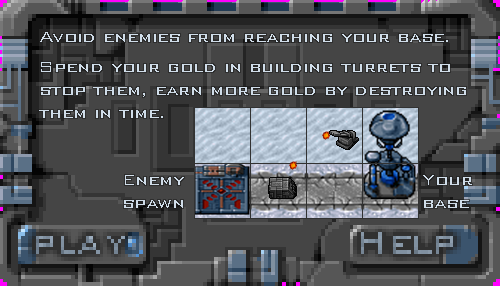 Avoid enemies from reaching your base.
Spend your gold in building turrets to
stop them, earn more gold by destroying
them in time.
Enemy
spawn
Your
base
Play
Help